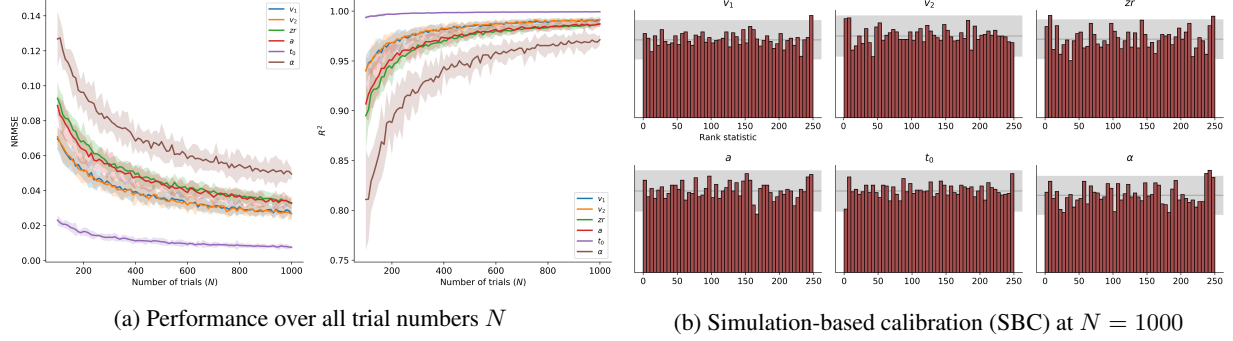 0.14
0.12
0.10
0.08
0.06
0.04
0.02
0.00
NRMSE
200 400 600 800 1000
Number of trials (N)
v₁
v₂
zr
a
t₀
α
1.00
0.95
0.90
0.85
0.80
0.75
R²
200 400 600 800 1000
Number of trials (N)
v₁
v₂
zr
a
t₀
α
(a) Performance over all trial numbers N
v₁
0 50 100 150 200 250
Rank statistic
v₂
0 50 100 150 200 250
zr
0 50 100 150 200 250
a
0 50 100 150 200 250
t₀
0 50 100 150 200 250
α
0 50 100 150 200 250
(b) Simulation-based calibration (SBC) at N = 1000